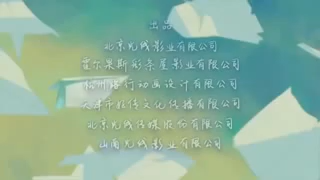 出品
北京光线影业有限公司
霍尔果斯彩条屋影业有限公司
杭州路行动画设计有限公司
天津市 文化传播有限公司
北京光线传媒股份有限公司
山南光线影业有限公司